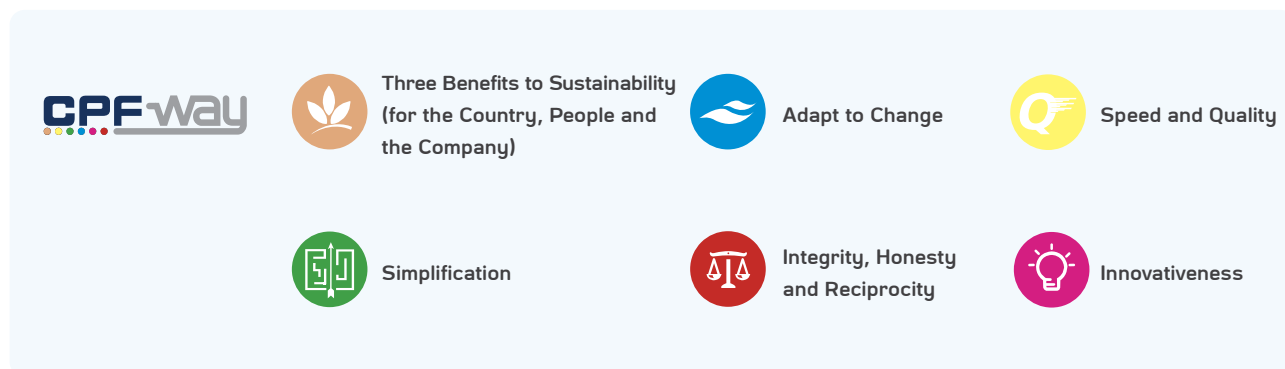 CPF way
Three Benefits to Sustainability
(for the Country, People and
the Company)
Adapt to Change
Q
Speed and Quality
Simplification
Integrity, Honesty
and Reciprocity
Innovativeness